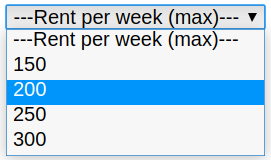 ---Rent per week (max)---
---Rent per week (max)---
150
200
250
300